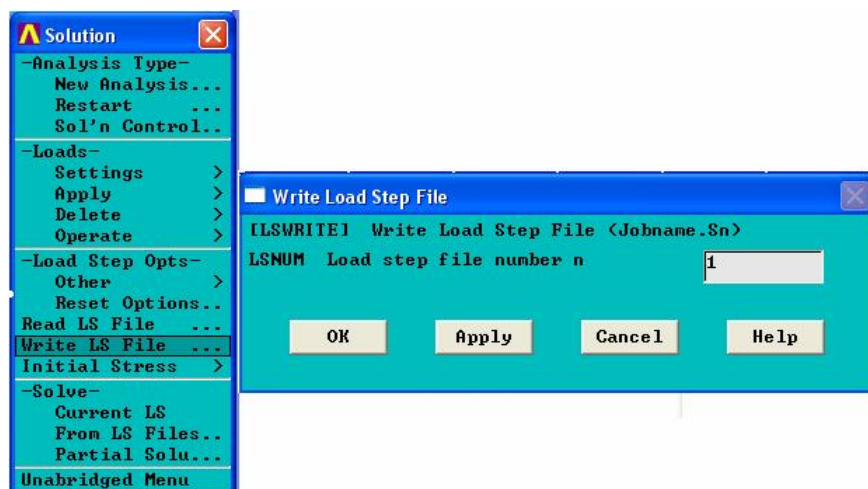 Solution
-Analysis Type-
New Analysis...
Restart ...
Sol'n Control..
-Loads-
Settings >
Apply >
Delete >
Operate >
-Load Step Opts-
Other >
Reset Options..
Read LS File ...
Write LS File ...
Initial Stress >
-Solve-
Current LS
From LS Files..
Partial Solu...
Unabridged Menu
Write Load Step File
[LSWRITE] Write Load Step File (Jobname.Sn)
LSNUM Load step file number n 1
OK Apply Cancel Help